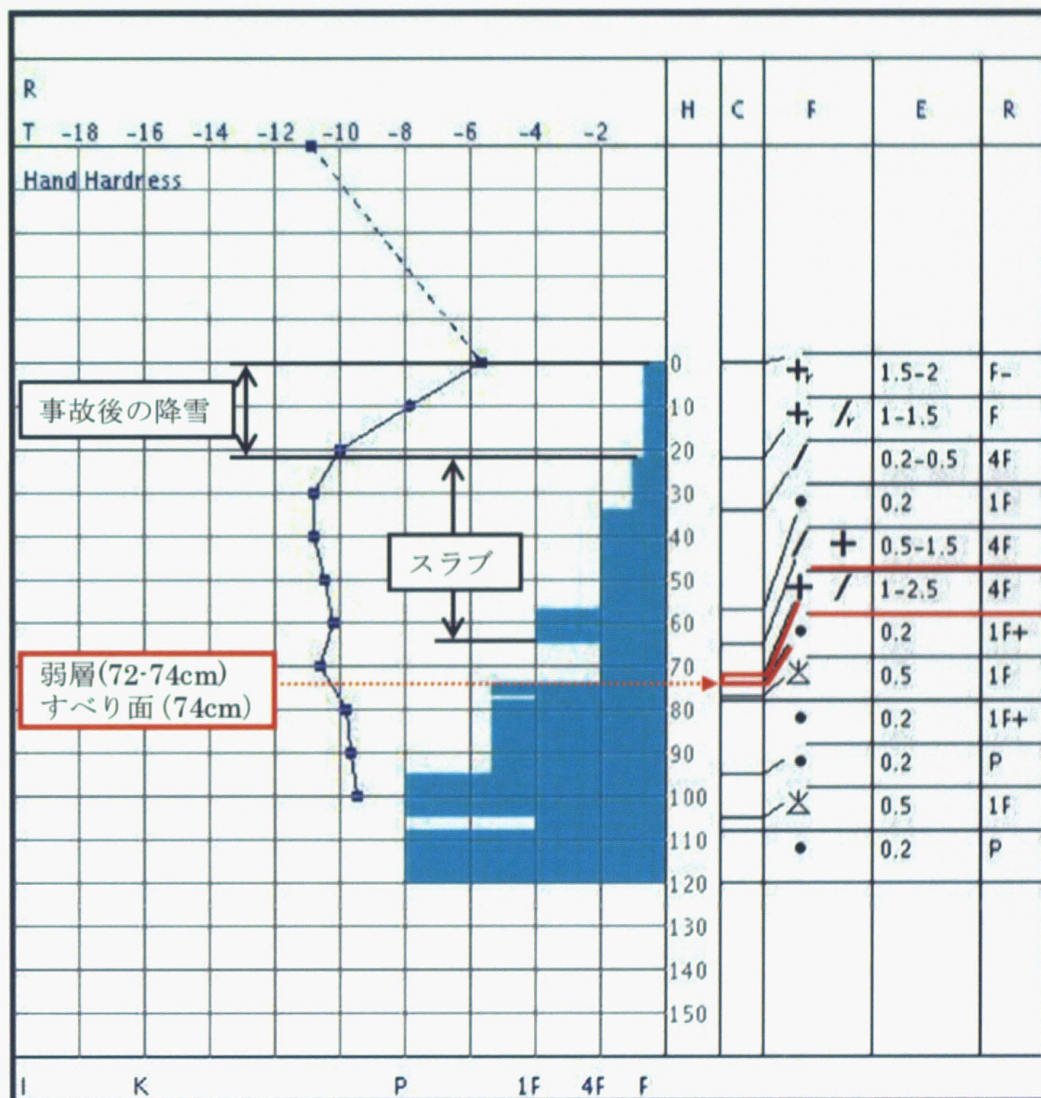 R H C F E R
T -18 -16 -14 -12 -10 -8 -6 -4 -2
Hand Hardness
0
10
20
30
40
50
60
70
80
90
100
110
120
130
140
150
事故後の降雪
スラブ
弱層(72-74cm)
すべり面(74cm)
+r 1.5-2 F-
+r /r 1-1.5 F
/ 0.2-0.5 4F
• 0.2 1F
/ + 0.5-1.5 4F
+ / 1-2.5 4F
• 0.2 1F+
0.5 1F
• 0.2 1F+
• 0.2 P
0.5 1F
• 0.2 P
I K P 1F 4F F